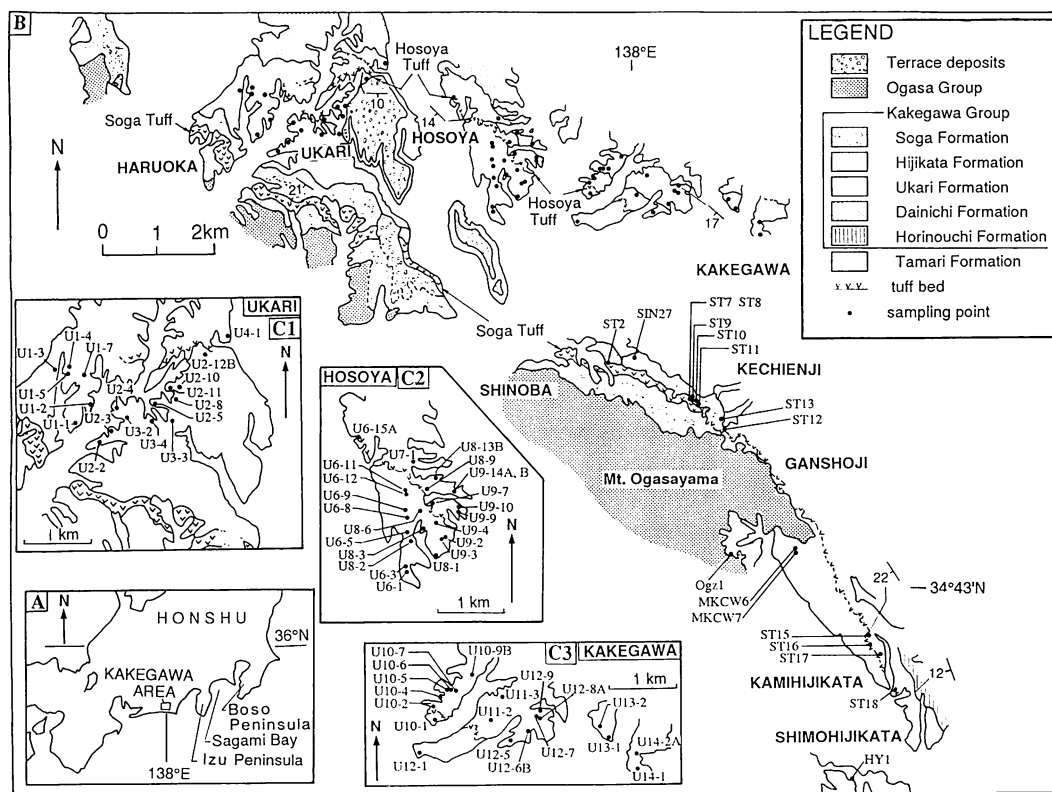 B
Hosoya
Tuff
138°E
LEGEND
Terrace deposits
Ogasa Group
Kakegawa Group
Soga Formation
Hijikata Formation
Ukari Formation
Dainichi Formation
Horinouchi Formation
Tamari Formation
tuff bed
sampling point
10
14
HOSOYA
Soga Tuff
UKARI
HARUOKA
N
21
Hosoya
Tuff
17
0 1 2km
KAKEGAWA
Soga Tuff
ST2
SIN27
ST7 ST8
ST9
ST10
ST11
KECHIENJI
ST13
ST12
SHINOBA
GANSHOJI
Mt. Ogasayama
Ogz1
MKCW6
MKCW7
22
34°43'N
ST15
ST16
ST17
12
KAMIHIJIKATA
ST18
SHIMOHIJIKATA
HY1
UKARI
C1
U4-1
U1-4
U1-3
U1-7
N
U2-12B
U2-10
U2-4
U2-11
U1-5
U2-8
U1-2
U2-3
U2-5
U1-1
U3-2
U3-4
U3-3
U2-2
1 km
HOSOYA
C2
U6-15A
U7-1
U8-13B
U8-9
U9-14A, B
U6-11
U6-12
U9-7
U6-9
U9-10
U6-8
U9-9
U8-6
U9-4
U6-5
U9-2
U8-3
U9-3
U8-2
U8-1
U6-3
U6-1
N
1 km
A
N
HONSHU
36°N
KAKEGAWA
AREA
Boso
Peninsula
Sagami Bay
Izu Peninsula
138°E
C3
KAKEGAWA
U10-7
U10-9B
U10-6
U10-5
U10-4
U10-2
U10-1
U12-9
1 km
U11-3
U12-8A
U11-2
U13-2
N
U12-5
U12-7
U13-1
U14-2A
U12-1
U12-6B
U14-1